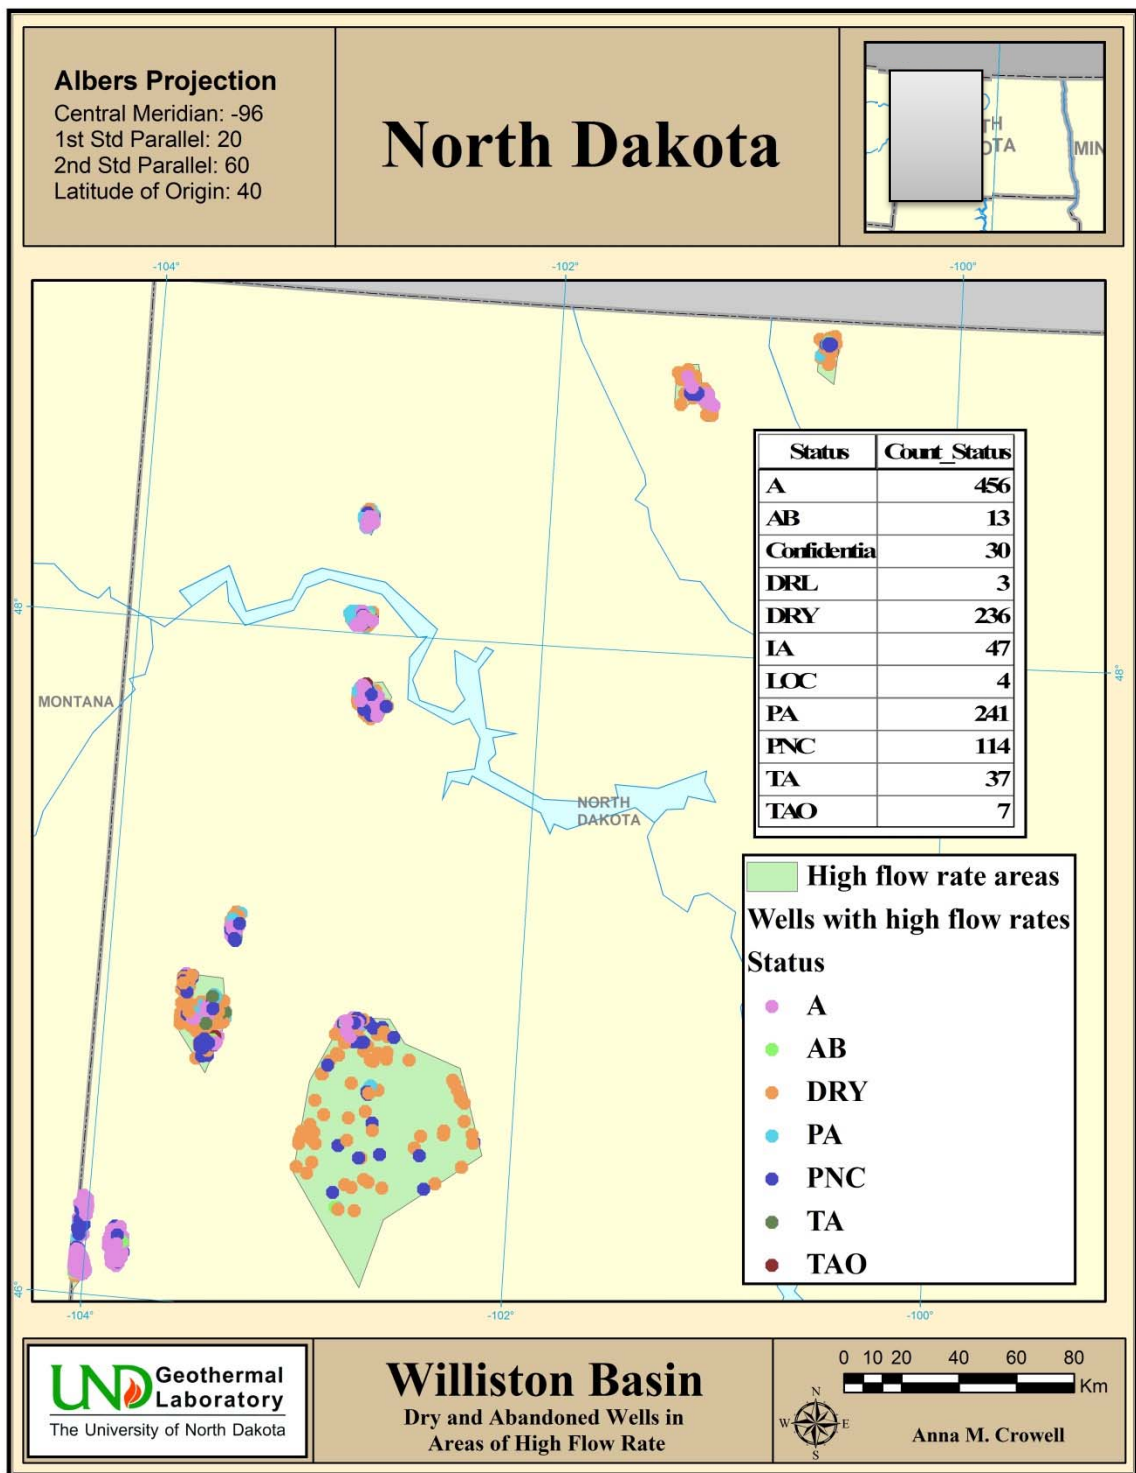 Albers Projection
Central Meridian: -96
1st Std Parallel: 20
2nd Std Parallel: 60
Latitude of Origin: 40
North Dakota
TH
OTA
MIN
-104°
-102°
-100°
48°
48°
MONTANA
NORTH
DAKOTA
46°
-104°
-102°
-100°
Status Count_Status
A 456
AB 13
Confidentia 30
DRL 3
DRY 236
IA 47
LOC 4
PA 241
PNC 114
TA 37
TAO 7
High flow rate areas
Wells with high flow rates
Status
A
AB
DRY
PA
PNC
TA
TAO
UND Geothermal
Laboratory
The University of North Dakota
Williston Basin
Dry and Abandoned Wells in
Areas of High Flow Rate
N
W E
S
0 10 20 40 60 80
Km
Anna M. Crowell